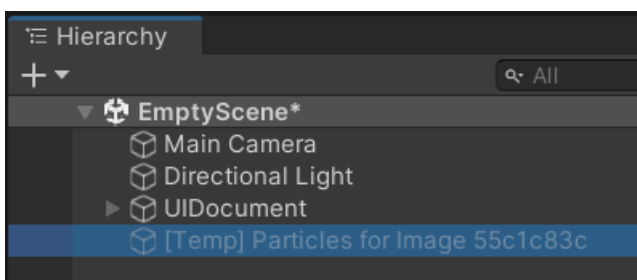 Hierarchy
All
EmptyScene*
Main Camera
Directional Light
UIDocument
[Temp] Particles for Image 55c1c83c